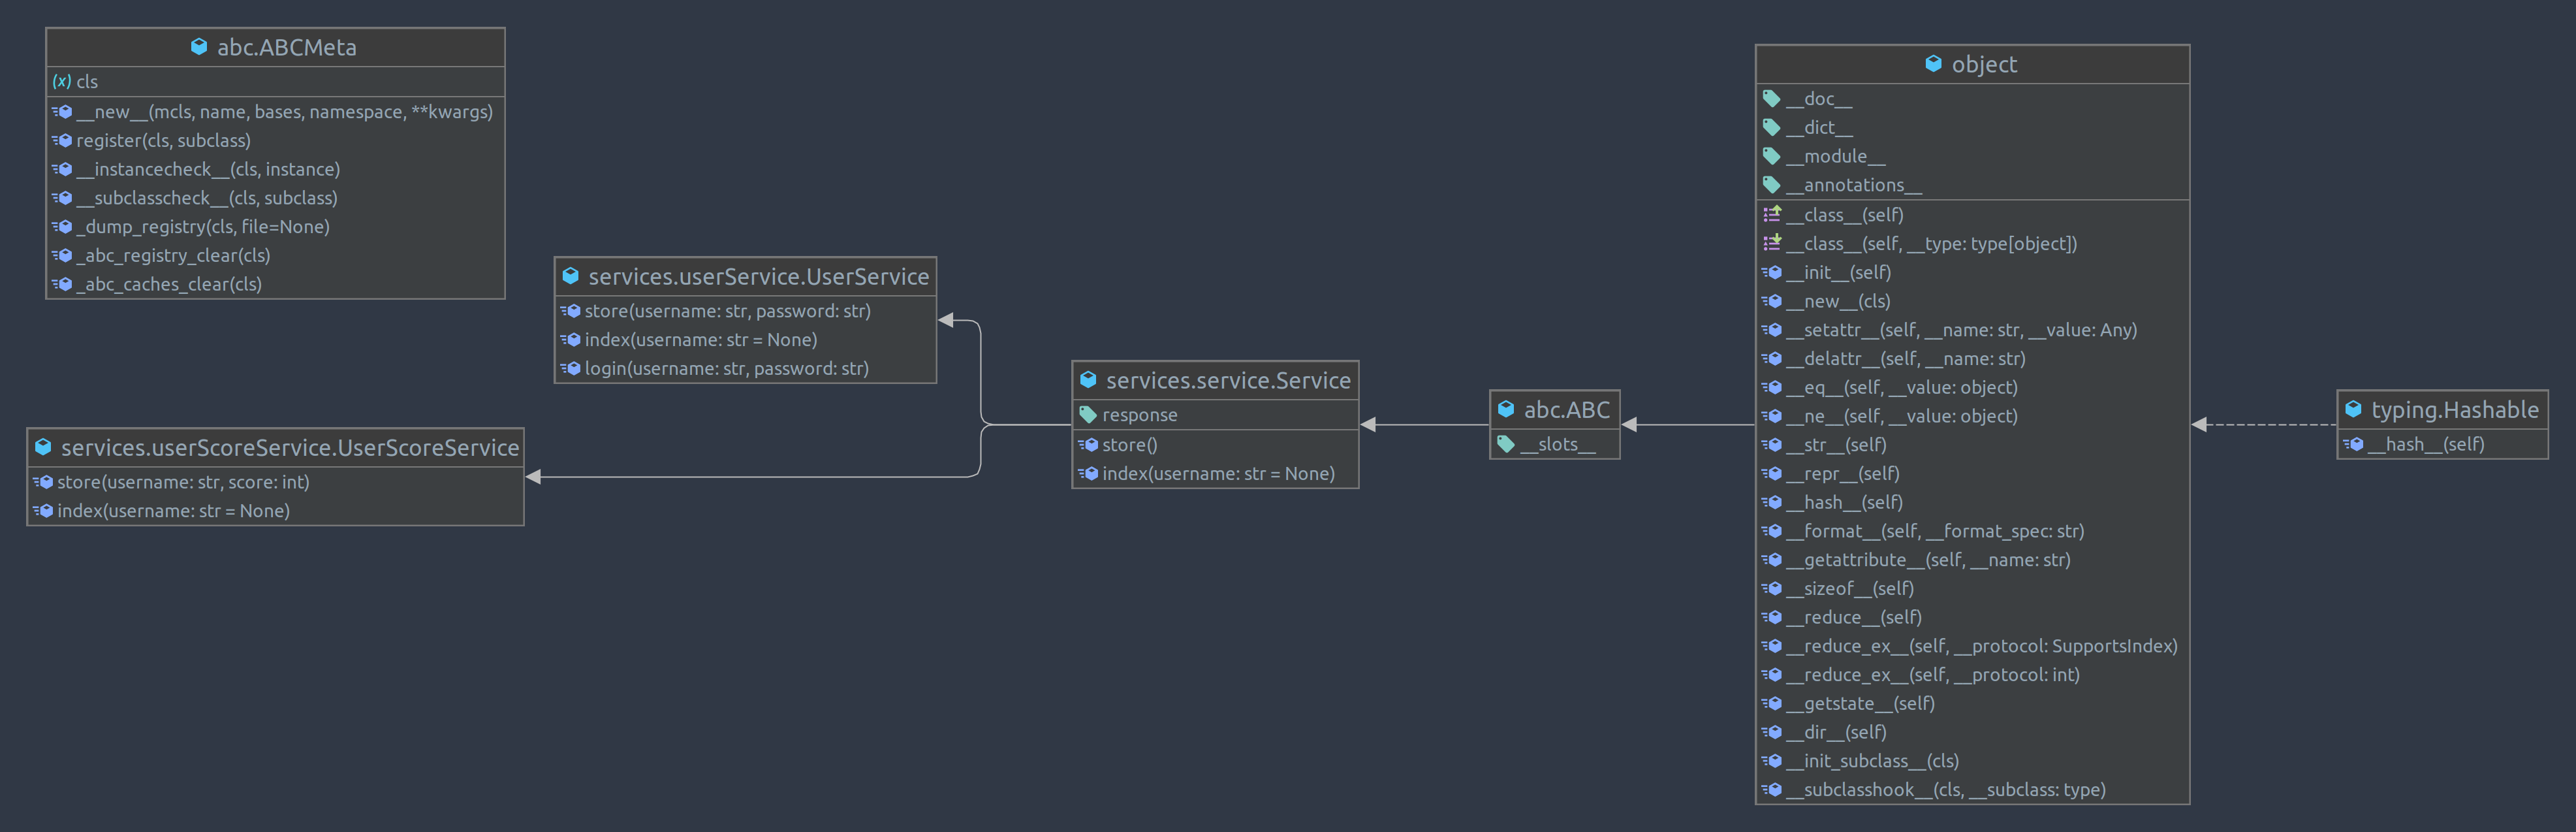 abc.ABCMeta
(x) cls
__new__(mcls, name, bases, namespace, **kwargs)
register(cls, subclass)
__instancecheck__(cls, instance)
__subclasscheck__(cls, subclass)
_dump_registry(cls, file=None)
_abc_registry_clear(cls)
_abc_caches_clear(cls)
services.userService.UserService
store(username: str, password: str)
index(username: str = None)
login(username: str, password: str)
services.userScoreService.UserScoreService
store(username: str, score: int)
index(username: str = None)
services.service.Service
response
store()
index(username: str = None)
abc.ABC
__slots__
object
__doc__
__dict__
__module__
__annotations__
__class__(self)
__class__(self, __type: type[object])
__init__(self)
__new__(cls)
__setattr__(self, __name: str, __value: Any)
__delattr__(self, __name: str)
__eq__(self, __value: object)
__ne__(self, __value: object)
__str__(self)
__repr__(self)
__hash__(self)
__format__(self, __format_spec: str)
__getattribute__(self, __name: str)
__sizeof__(self)
__reduce__(self)
__reduce_ex__(self, __protocol: SupportsIndex)
__reduce_ex__(self, __protocol: int)
__getstate__(self)
__dir__(self)
__init_subclass__(cls)
__subclasshook__(cls, __subclass: type)
typing.Hashable
__hash__(self)